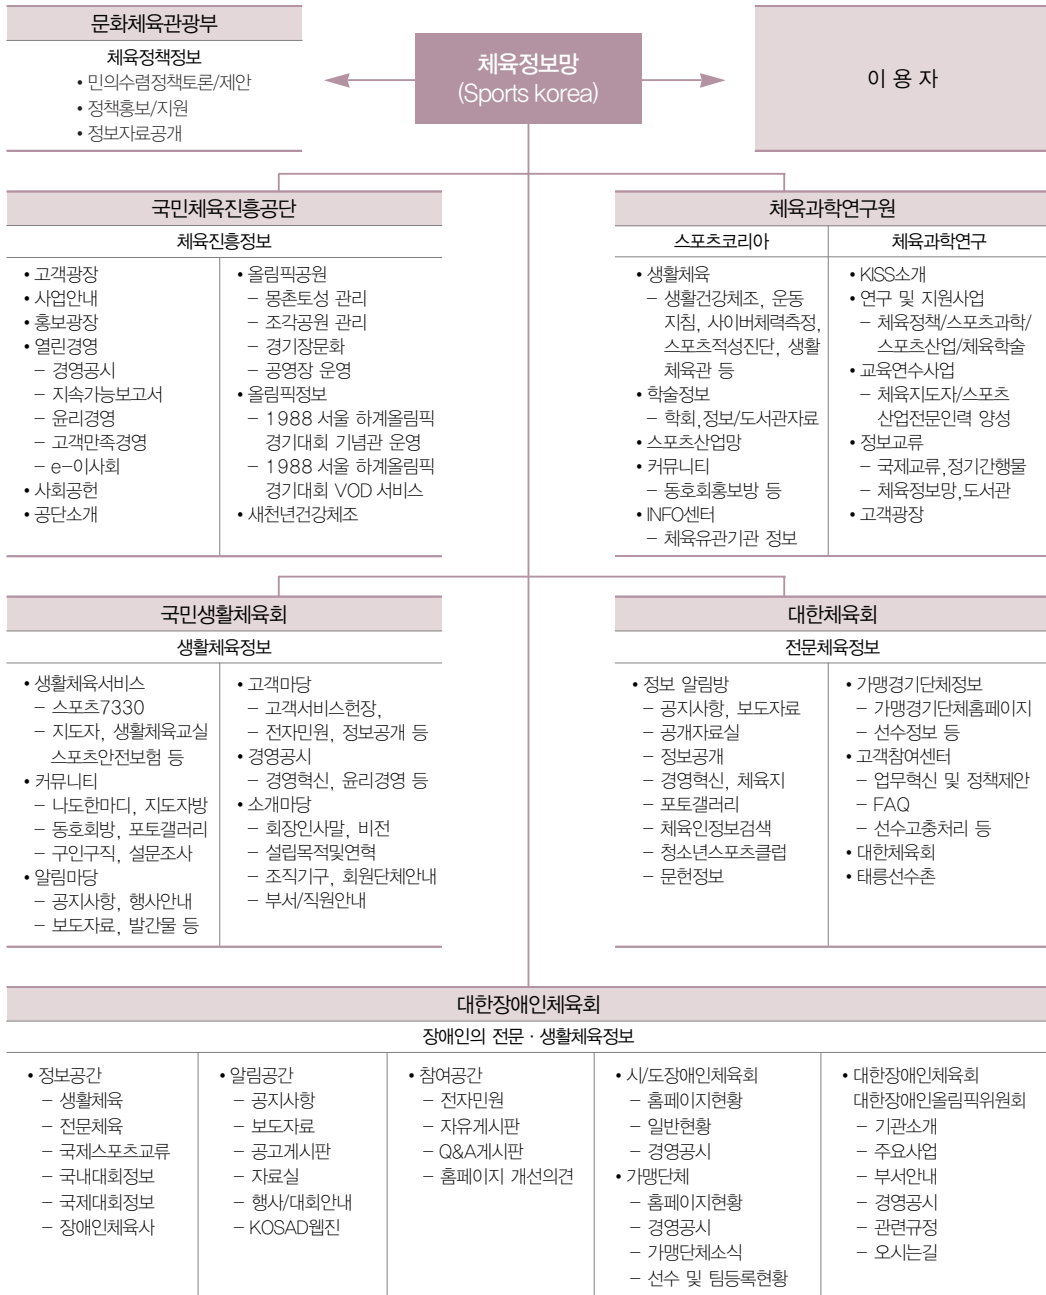 문화체육관광부
체육정책정보
• 민의수렴정책토론/제안
• 정책홍보/지원
• 정보자료공개
체육정보망
(Sports korea)
이 용 자
국민체육진흥공단
체육진흥정보
• 고객광장
• 사업안내
• 홍보광장
• 열린경영
– 경영공시
– 지속가능보고서
– 윤리경영
– 고객만족경영
– e-이사회
• 사회공헌
• 공단소개
• 올림픽공원
– 몽촌토성 관리
– 조각공원 관리
– 경기장문화
– 공영장 운영
• 올림픽정보
– 1988 서울 하계올림픽
경기대회 기념관 운영
– 1988 서울 하계올림픽
경기대회 VOD 서비스
• 새천년건강체조
체육과학연구원
스포츠코리아
• 생활체육
– 생활건강체조, 운동
지침, 사이버체력측정,
스포츠적성진단, 생활
체육관 등
• 학술정보
– 학회,정보/도서관자료
• 스포츠산업망
• 커뮤니티
– 동호회홍보방 등
• INFO센터
– 체육유관기관 정보
체육과학연구
• KISS소개
• 연구 및 지원사업
– 체육정책/스포츠과학/
스포츠산업/체육학술
• 교육연수사업
– 체육지도자/스포츠
산업전문인력 양성
• 정보교류
– 국제교류,정기간행물
– 체육정보망,도서관
• 고객광장
국민생활체육회
생활체육정보
• 생활체육서비스
– 스포츠7330
– 지도자, 생활체육교실
스포츠안전보험 등
• 커뮤니티
– 나도한마디, 지도자방
– 동호회방, 포토갤러리
– 구인구직, 설문조사
• 알림마당
– 공지사항, 행사안내
– 보도자료, 발간물 등
• 고객마당
– 고객서비스헌장,
– 전자민원, 정보공개 등
• 경영공시
– 경영혁신, 윤리경영 등
• 소개마당
– 회장인사말, 비전
– 설립목적및연혁
– 조직기구, 회원단체안내
– 부서/직원안내
대한체육회
전문체육정보
• 정보 알림방
– 공지사항, 보도자료
– 공개자료실
– 정보공개
– 경영혁신, 체육지
– 포토갤러리
– 체육인정보검색
– 청소년스포츠클럽
– 문헌정보
• 가맹경기단체정보
– 가맹경기단체홈페이지
– 선수정보 등
• 고객참여센터
– 업무혁신 및 정책제안
– FAQ
– 선수고충처리 등
• 대한체육회
• 태릉선수촌
대한장애인체육회
장애인의 전문 · 생활체육정보
• 정보공간
– 생활체육
– 전문체육
– 국제스포츠교류
– 국내대회정보
– 국제대회정보
– 장애인체육사
• 알림공간
– 공지사항
– 보도자료
– 공고게시판
– 자료실
– 행사/대회안내
– KOSAD웹진
• 참여공간
– 전자민원
– 자유게시판
– Q&A게시판
– 홈페이지 개선의견
• 시/도장애인체육회
– 홈페이지현황
– 일반현황
– 경영공시
• 가맹단체
– 홈페이지현황
– 경영공시
– 가맹단체소식
– 선수 및 팀등록현황
• 대한장애인체육회
대한장애인올림픽위원회
– 기관소개
– 주요사업
– 부서안내
– 경영공시
– 관련규정
– 오시는길